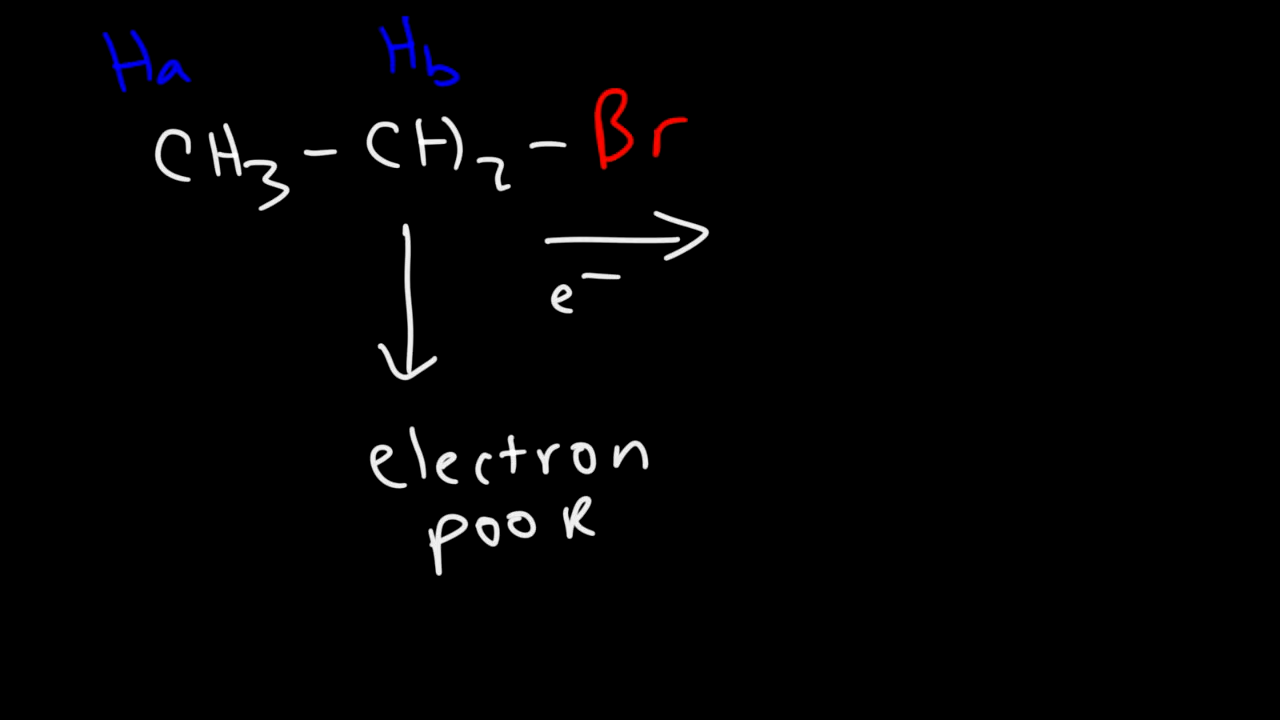 Ha Hb
CH3 - CH2 - Br
e−
electron
pooR